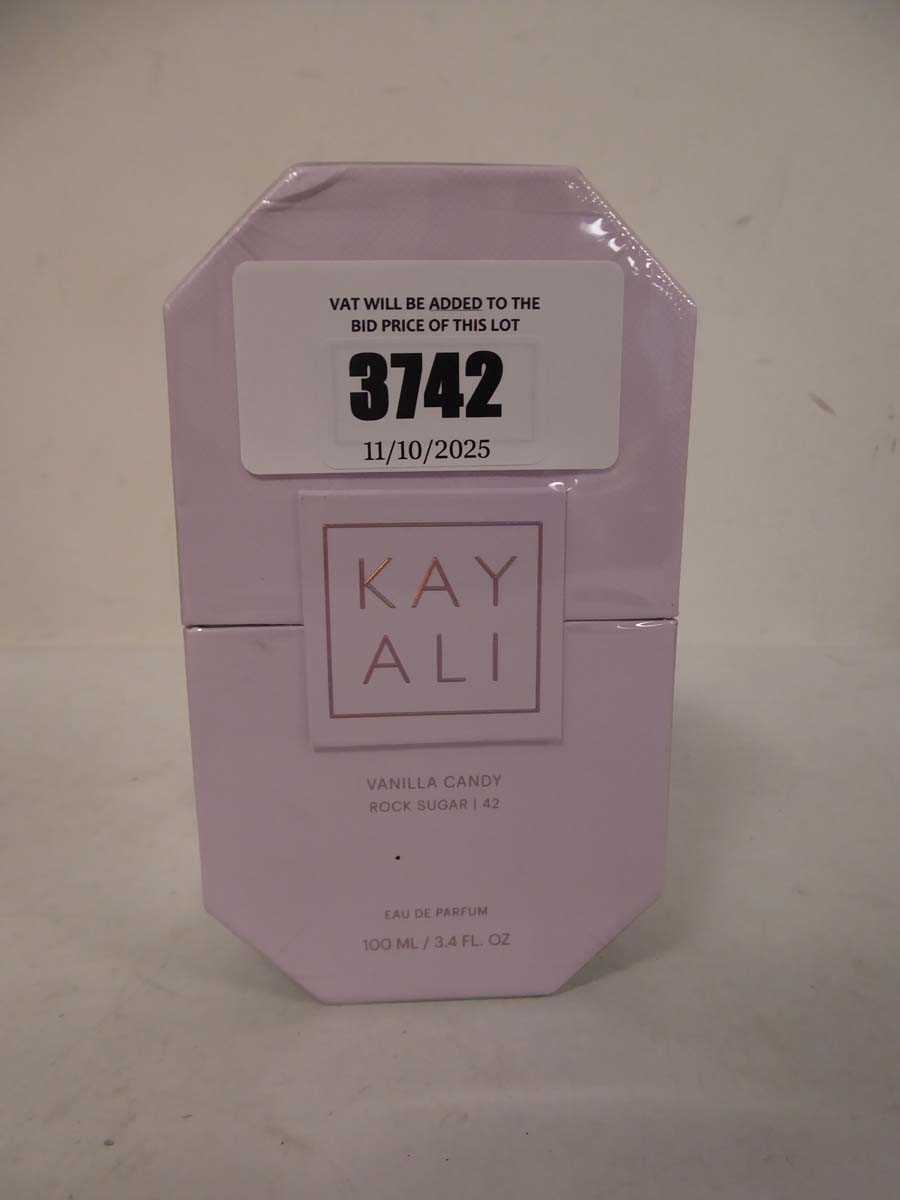 VAT WILL BE ADDED TO THE
BID PRICE OF THIS LOT
3742
11/10/2025
KAY
ALI
VANILLA CANDY
ROCK SUGAR | 42
EAU DE PARFUM
100 ML / 3.4 FL. OZ